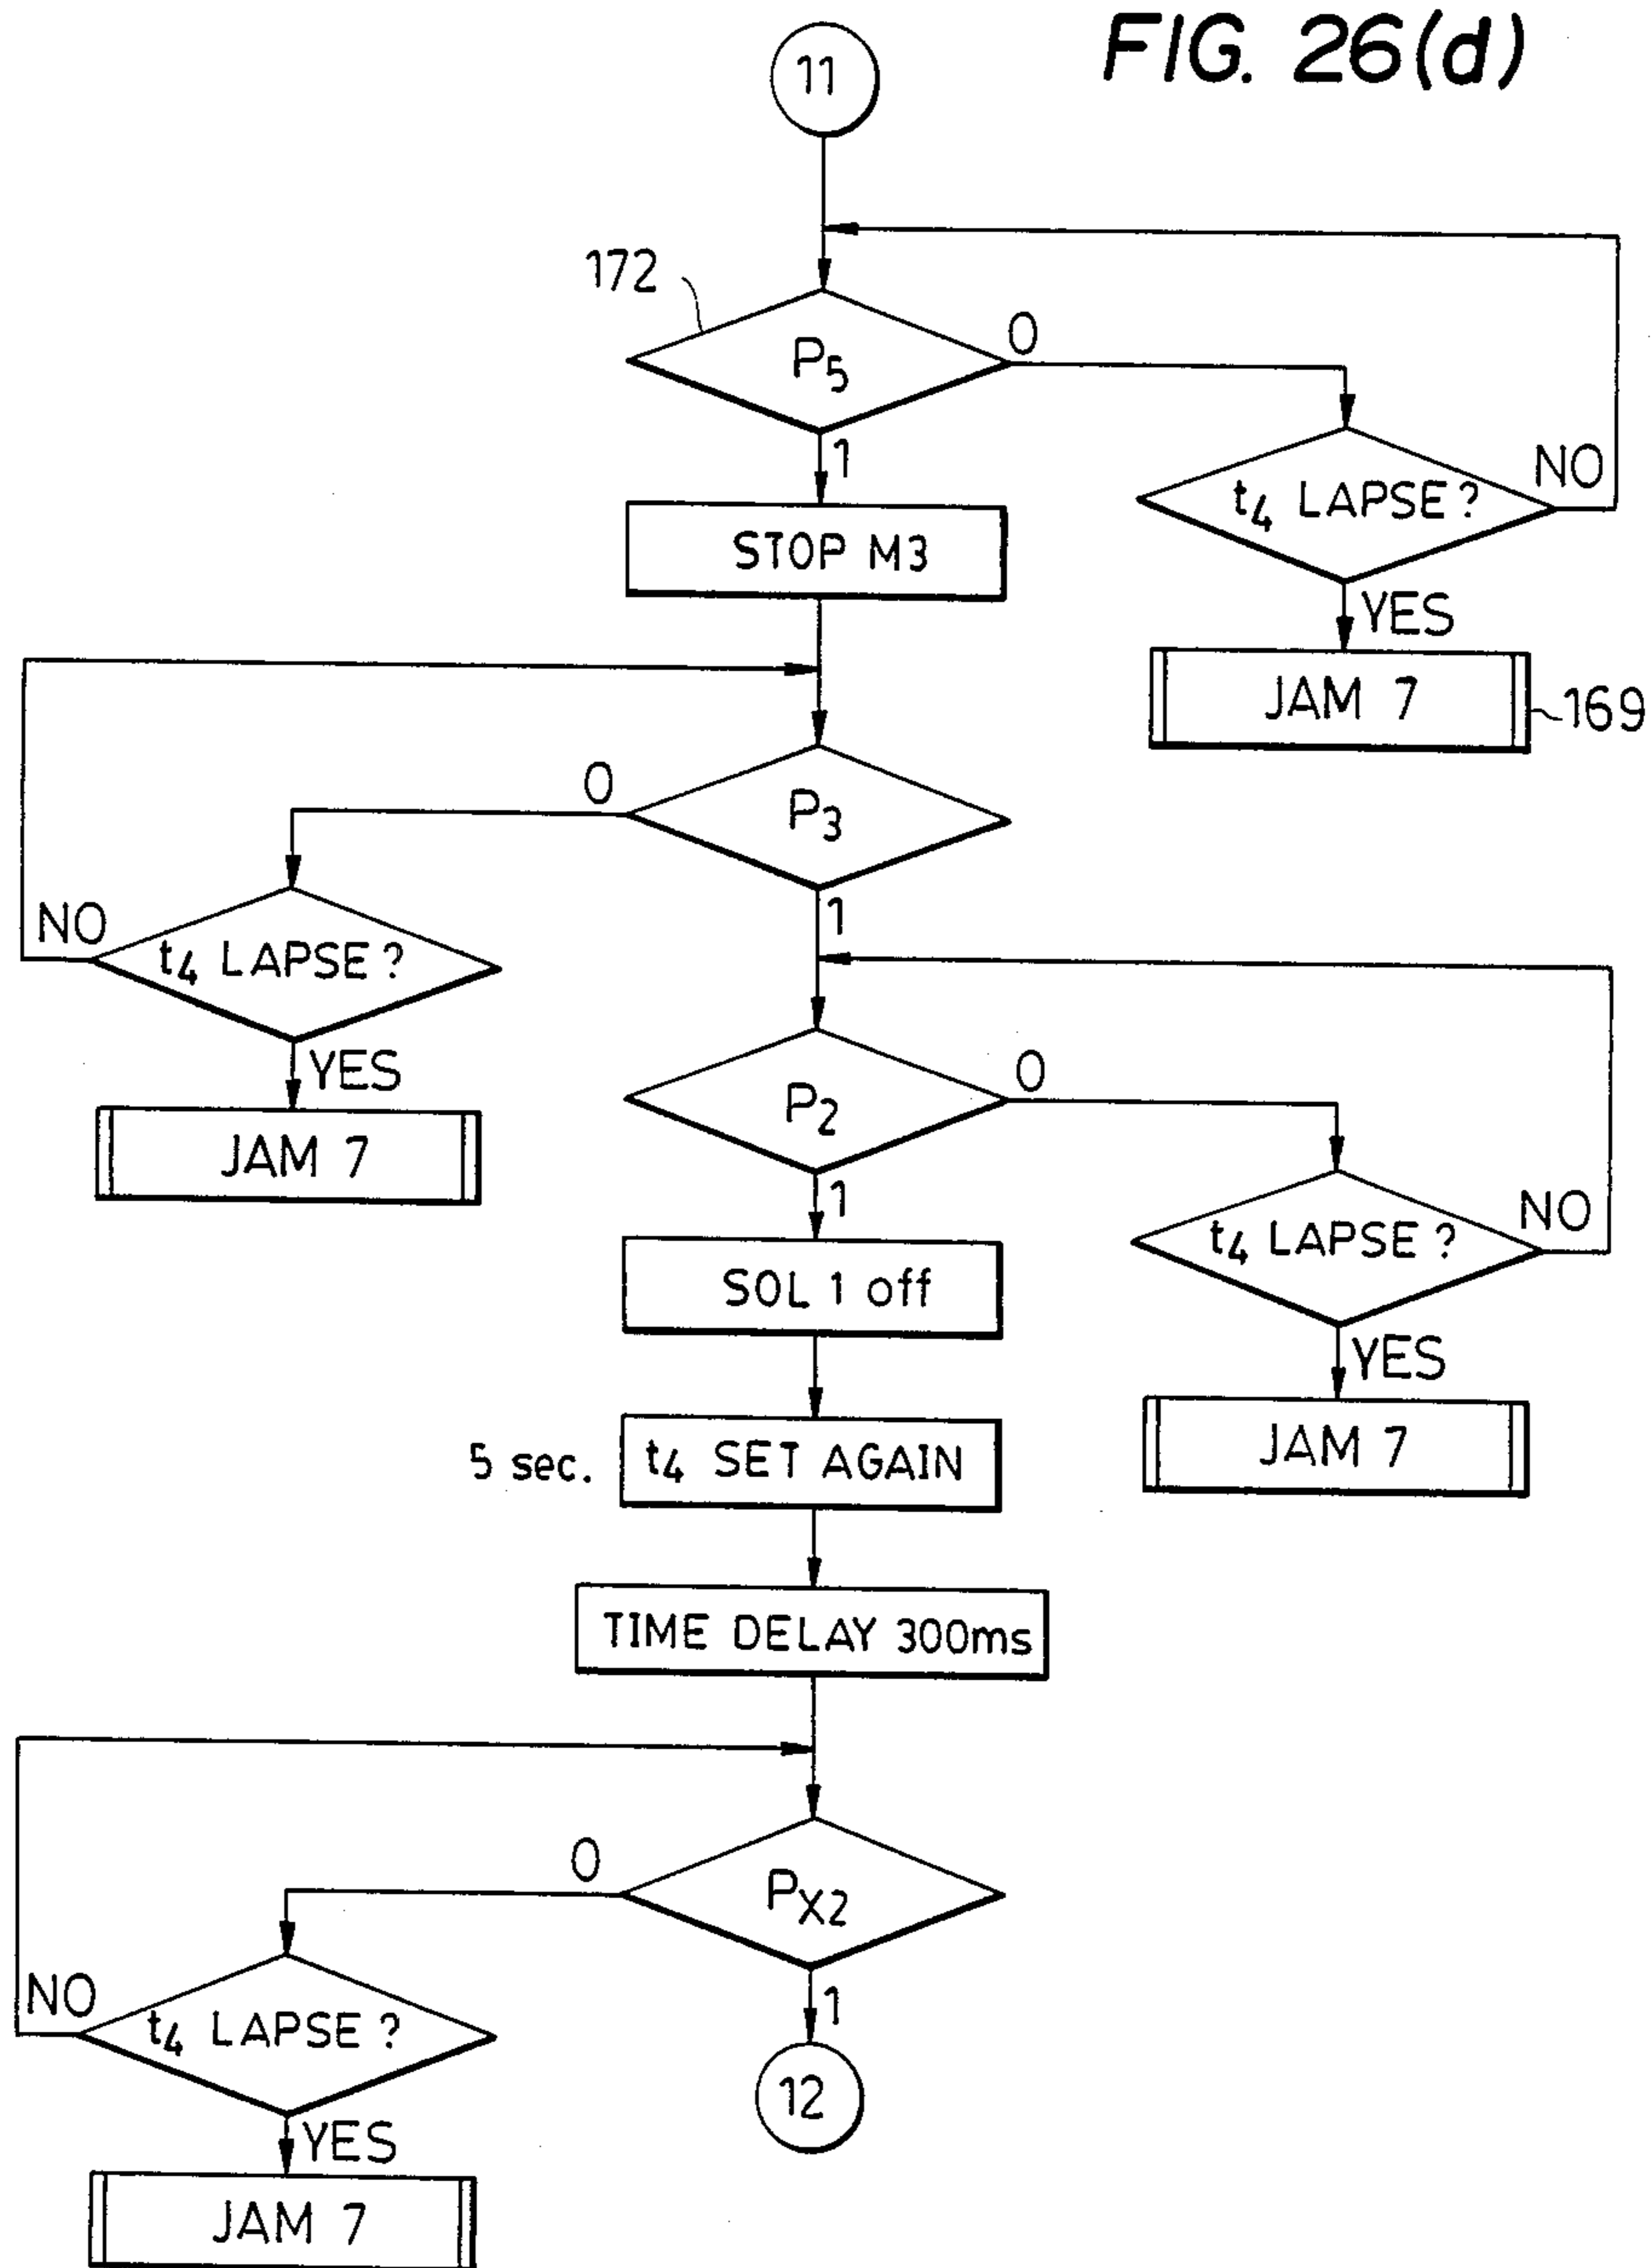 FIG. 26(d)
11
172
P5
0
1
t4 LAPSE?
NO
STOP M3
YES
JAM 7
169
0
P3
1
NO
t4 LAPSE?
YES
P2
0
JAM 7
1
t4 LAPSE?
NO
SOL 1 off
YES
JAM 7
5 sec.
t4 SET AGAIN
TIME DELAY 300ms
0
PX2
1
NO
t4 LAPSE?
12
YES
JAM 7